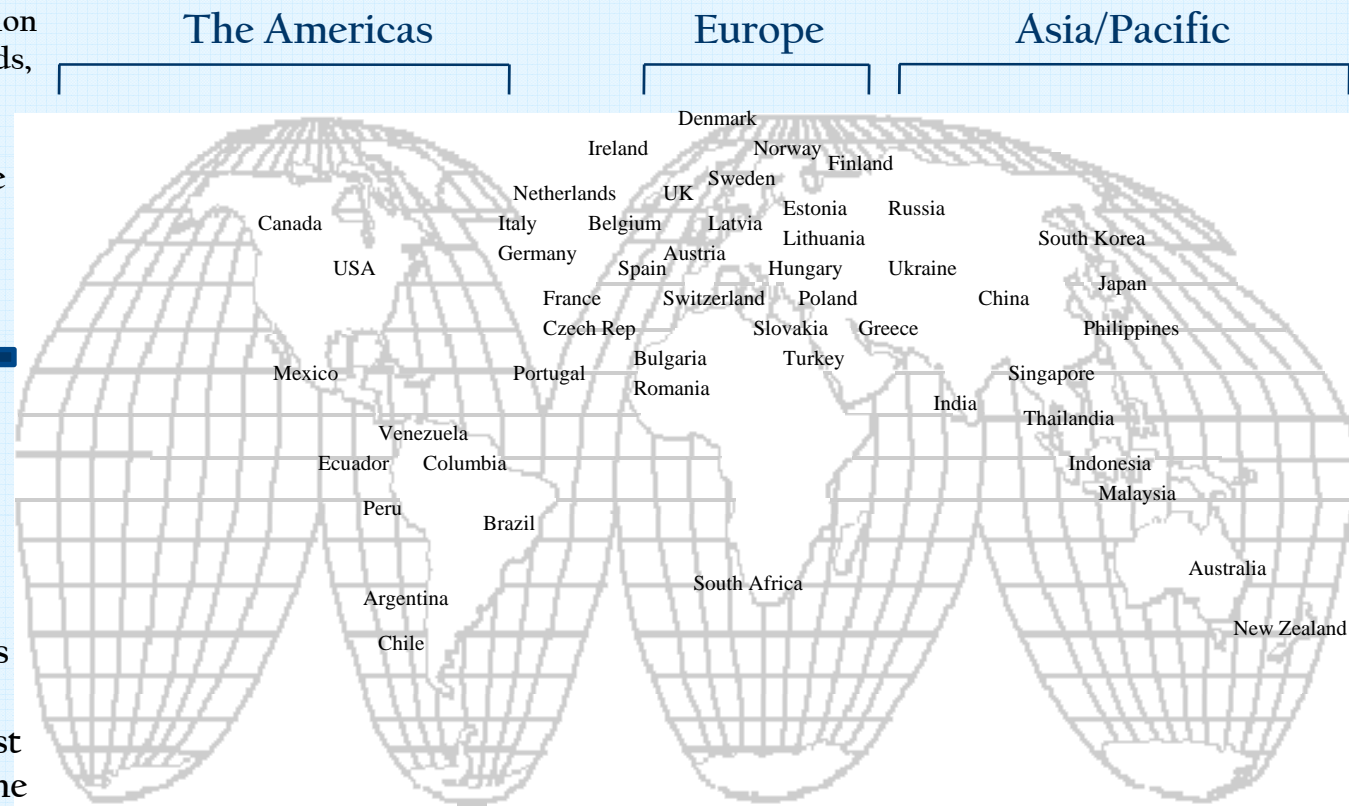 The Americas
Europe
Asia/Pacific
Denmark
Ireland
Norway
Finland
Sweden
Netherlands
UK
Estonia
Russia
Canada
Italy
Belgium
Latvia
Lithuania
South Korea
Germany
Austria
USA
Spain
Hungary
Ukraine
Japan
France
Switzerland
Poland
China
Czech Rep
Slovakia
Greece
Philippines
Bulgaria
Turkey
Mexico
Portugal
Singapore
Romania
India
Thailandia
Venezuela
Ecuador
Columbia
Indonesia
Malaysia
Peru
Brazil
Australia
South Africa
Argentina
New Zealand
Chile